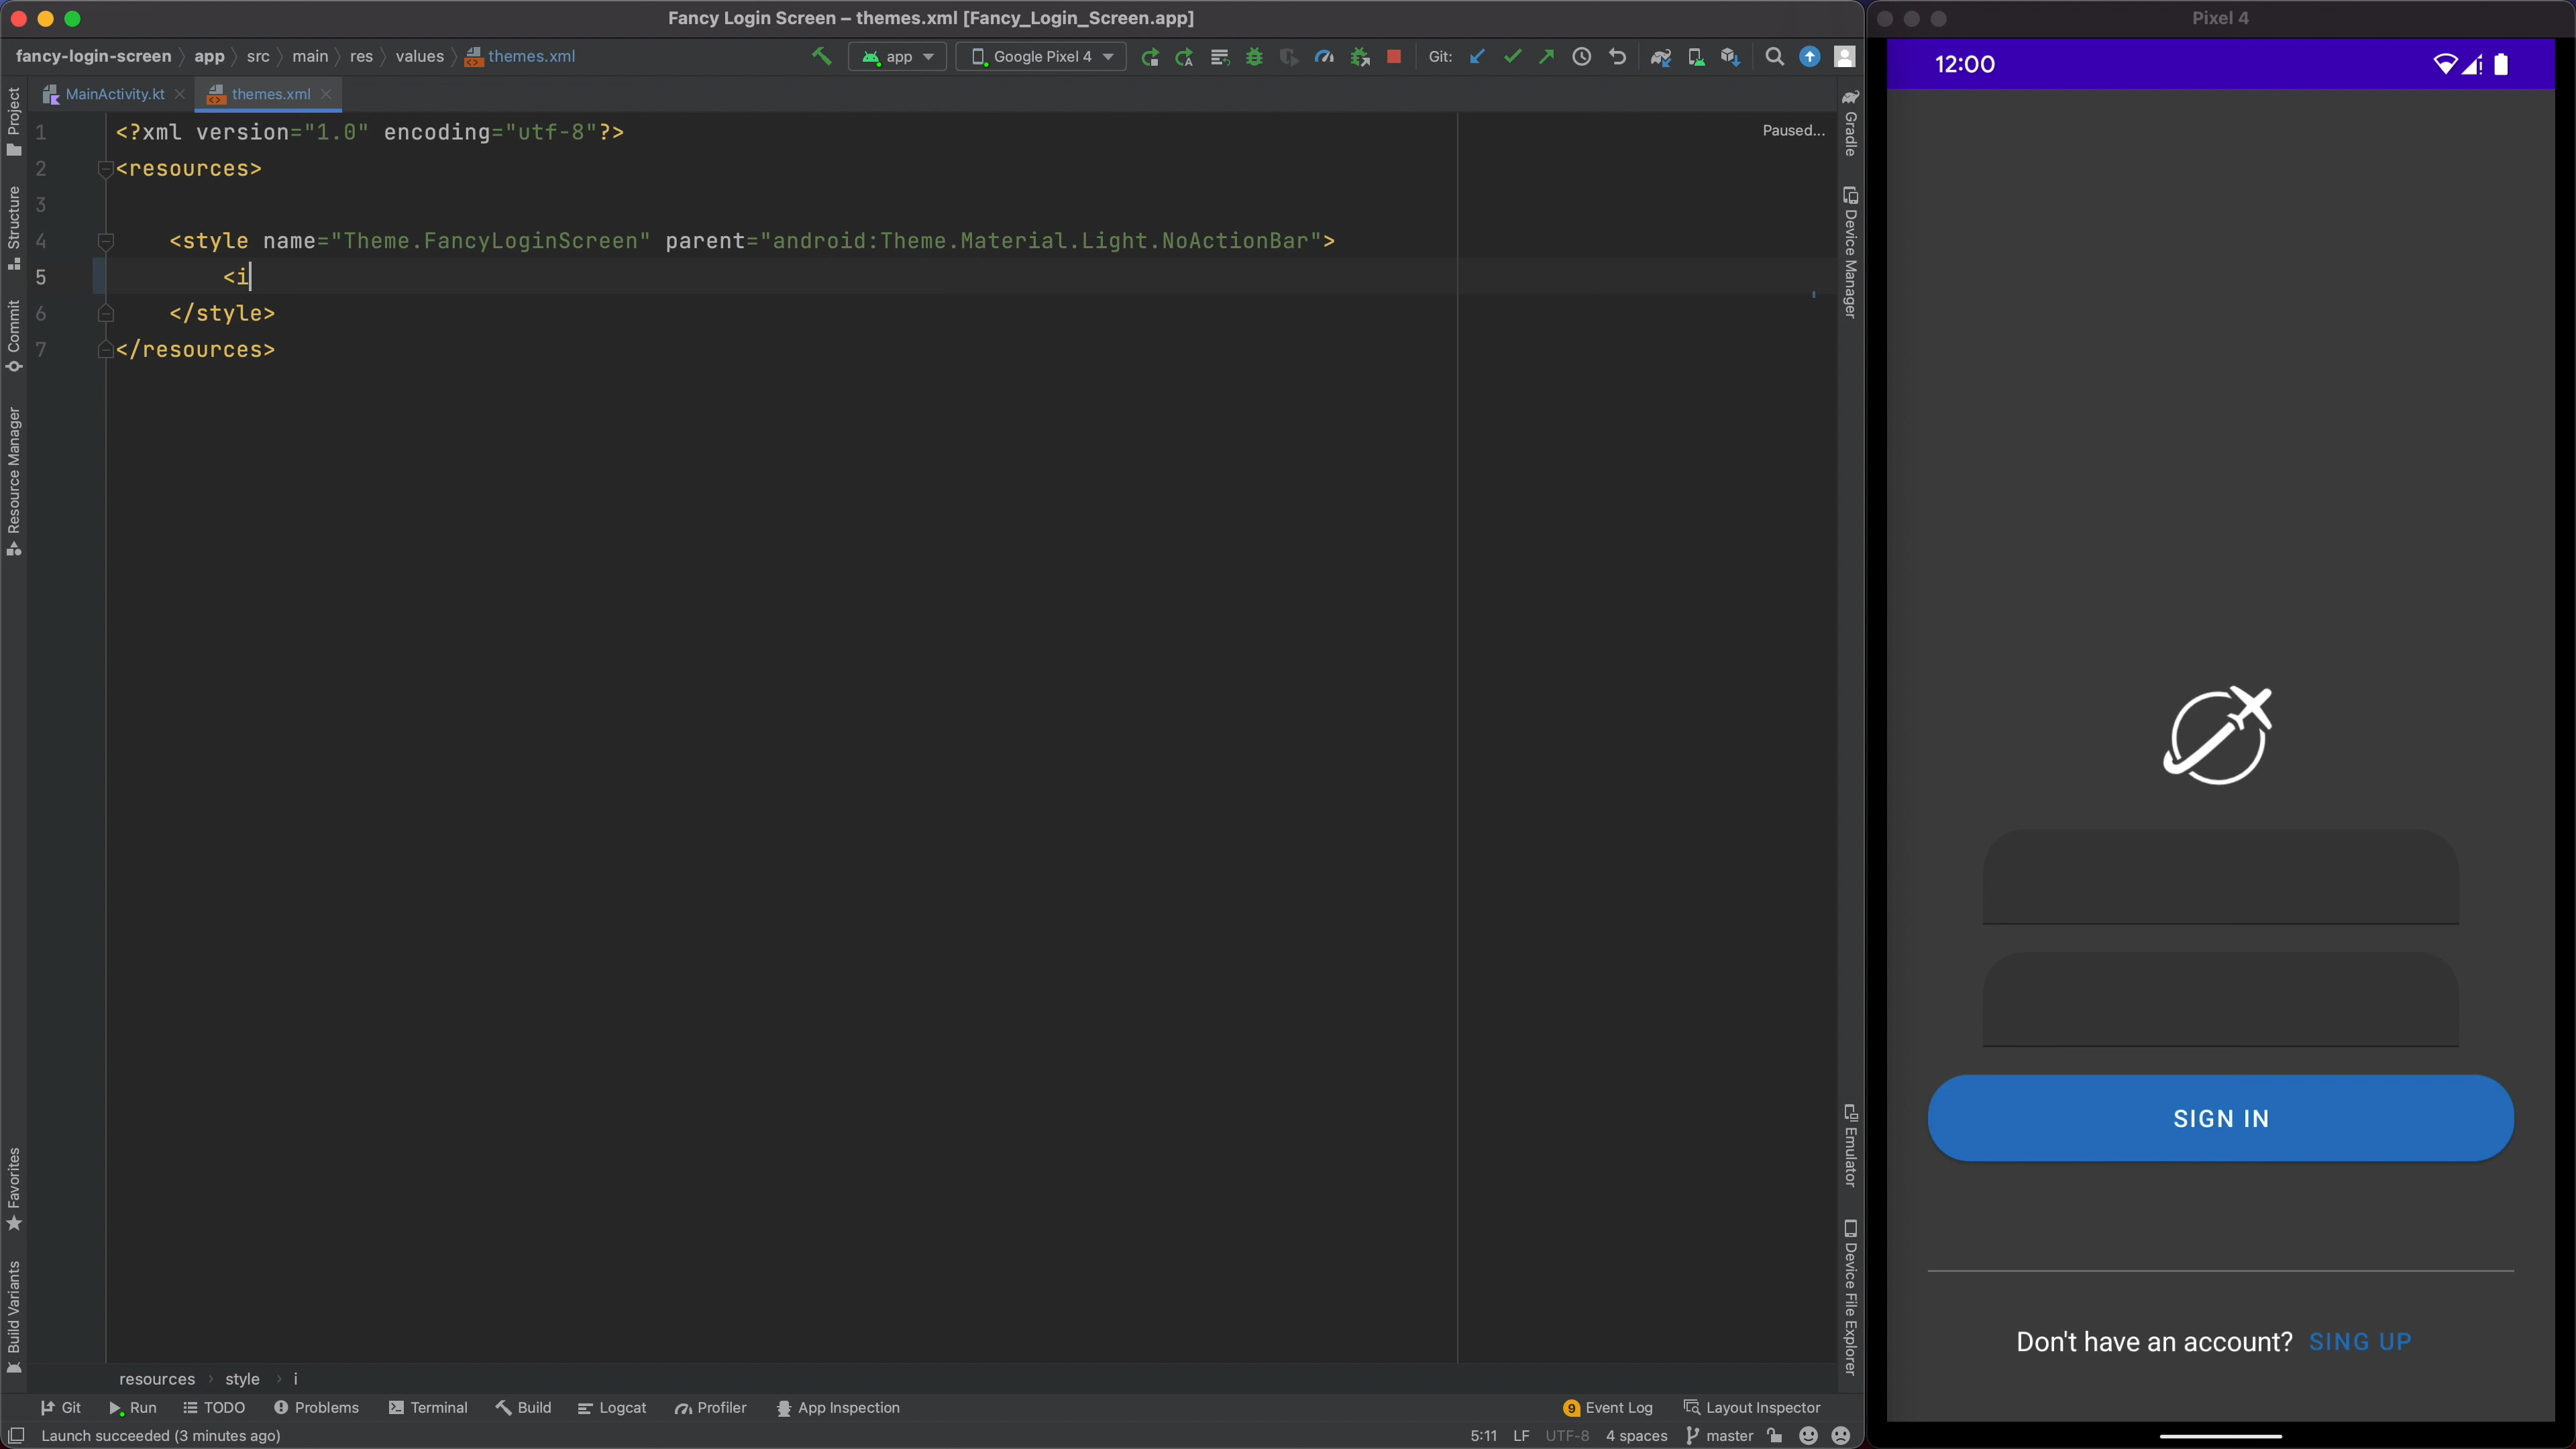 Fancy Login Screen – themes.xml [Fancy_Login_Screen.app]
fancy-login-screen app src main res values themes.xml
app Google Pixel 4 Git:
MainActivity.kt themes.xml
Paused...
1 <?xml version="1.0" encoding="utf-8"?>
2 <resources>
3
4 <style name="Theme.FancyLoginScreen" parent="android:Theme.Material.Light.NoActionBar">
5 <i
6 </style>
7 </resources>
Project
Structure
Commit
Resource Manager
Favorites
Build Variants
Gradle
Device Manager
Emulator
Device File Explorer
resources style i
Git Run TODO Problems Terminal Build Logcat Profiler App Inspection 9 Event Log Layout Inspector
Launch succeeded (3 minutes ago) 5:11 LF UTF-8 4 spaces master
Pixel 4
12:00
SIGN IN
Don't have an account? SING UP